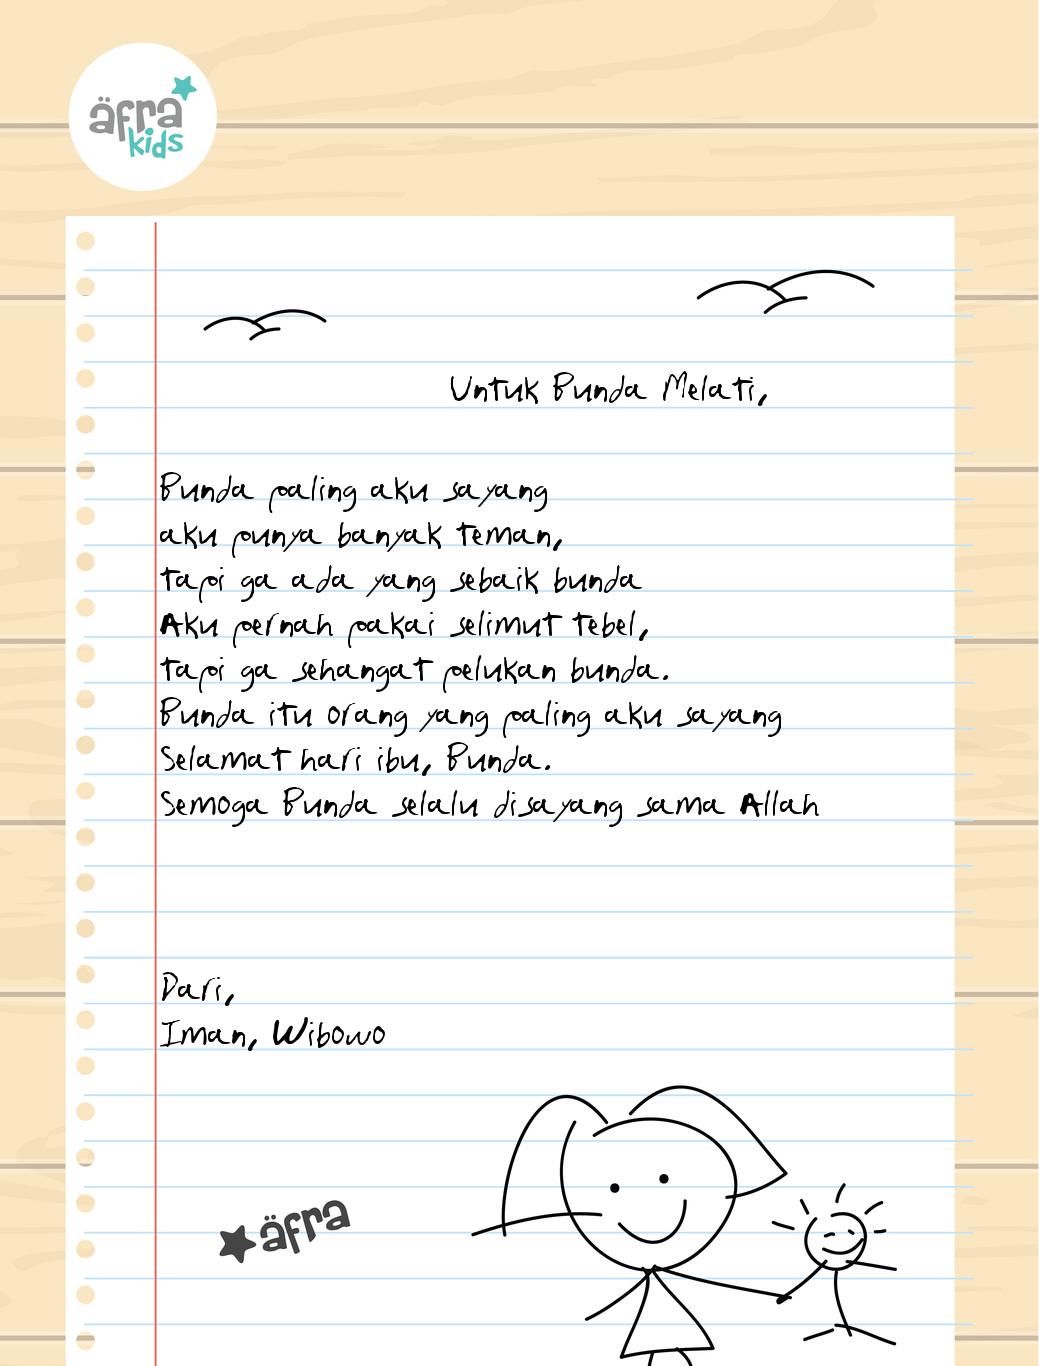 äfra
kids
Untuk Bunda Melati,
Bunda paling aku sayang
aku punya banyak teman,
tapi ga ada yang sebaik bunda
Aku pernah pakai selimut tebel,
tapi ga sehangat pelukan bunda.
Bunda itu orang yang paling aku sayang
Selamat hari ibu, Bunda.
Semoga Bunda selalu disayang sama Allah
Dari,
Iman, Wibowo
äfra